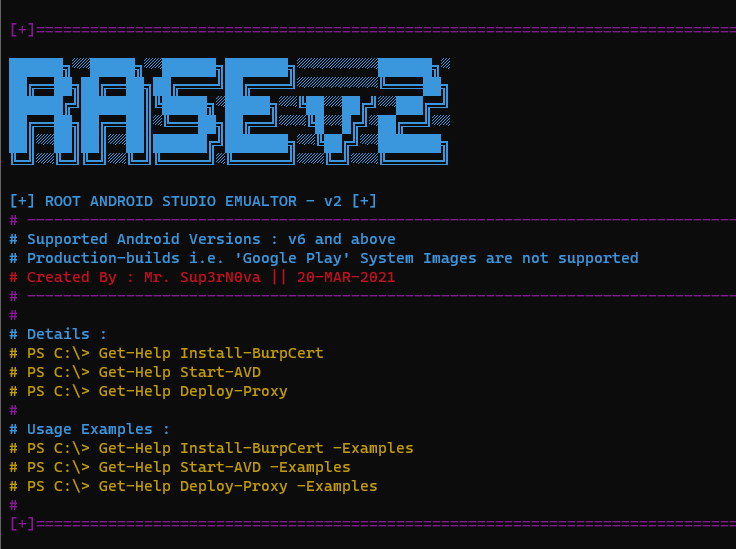 [+]==============================================================================
RASEv2
[+] ROOT ANDROID STUDIO EMUALTOR - v2 [+]
# -------------------------------------------------------------------------------
# Supported Android Versions : v6 and above
# Production-builds i.e. 'Google Play' System Images are not supported
# Created By : Mr. Sup3rN0va || 20-MAR-2021
# -------------------------------------------------------------------------------
#
# Details :
# PS C:\> Get-Help Install-BurpCert
# PS C:\> Get-Help Start-AVD
# PS C:\> Get-Help Deploy-Proxy
#
# Usage Examples :
# PS C:\> Get-Help Install-BurpCert -Examples
# PS C:\> Get-Help Start-AVD -Examples
# PS C:\> Get-Help Deploy-Proxy -Examples
#
[+]==============================================================================